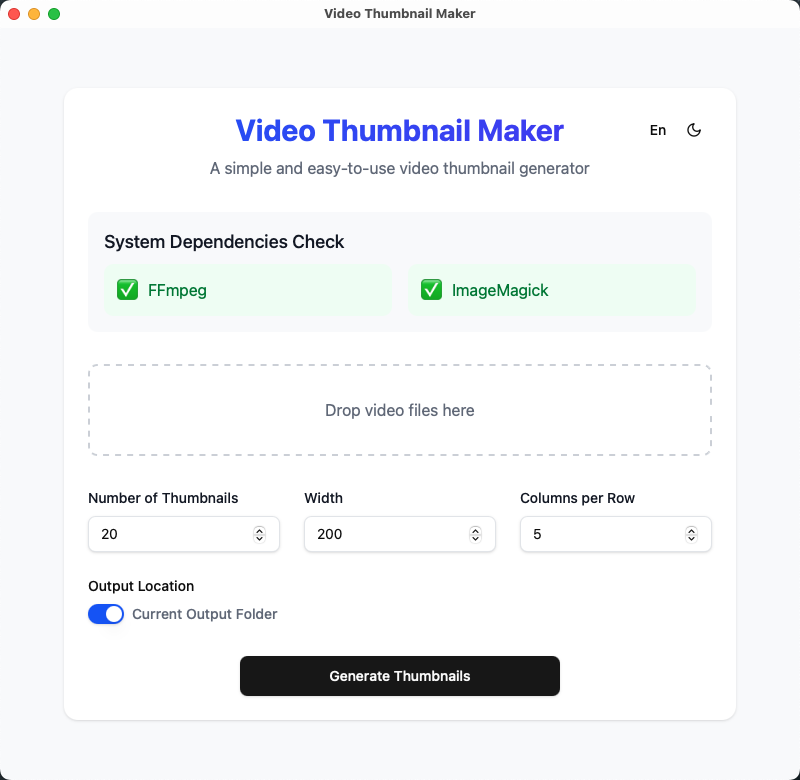 Video Thumbnail Maker
Video Thumbnail Maker
En
A simple and easy-to-use video thumbnail generator
System Dependencies Check
FFmpeg
ImageMagick
Drop video files here
Number of Thumbnails
Width
Columns per Row
20
200
5
Output Location
Current Output Folder
Generate Thumbnails